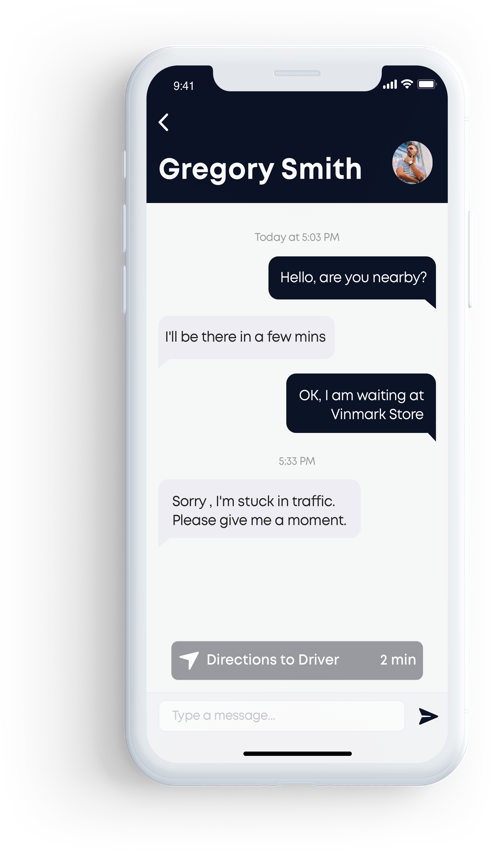 9:41
Gregory Smith
Today at 5:03 PM
Hello, are you nearby?
I'll be there in a few mins
OK, I am waiting at
Vinmark Store
5:33 PM
Sorry , I'm stuck in traffic.
Please give me a moment.
Directions to Driver 2 min
Type a message...